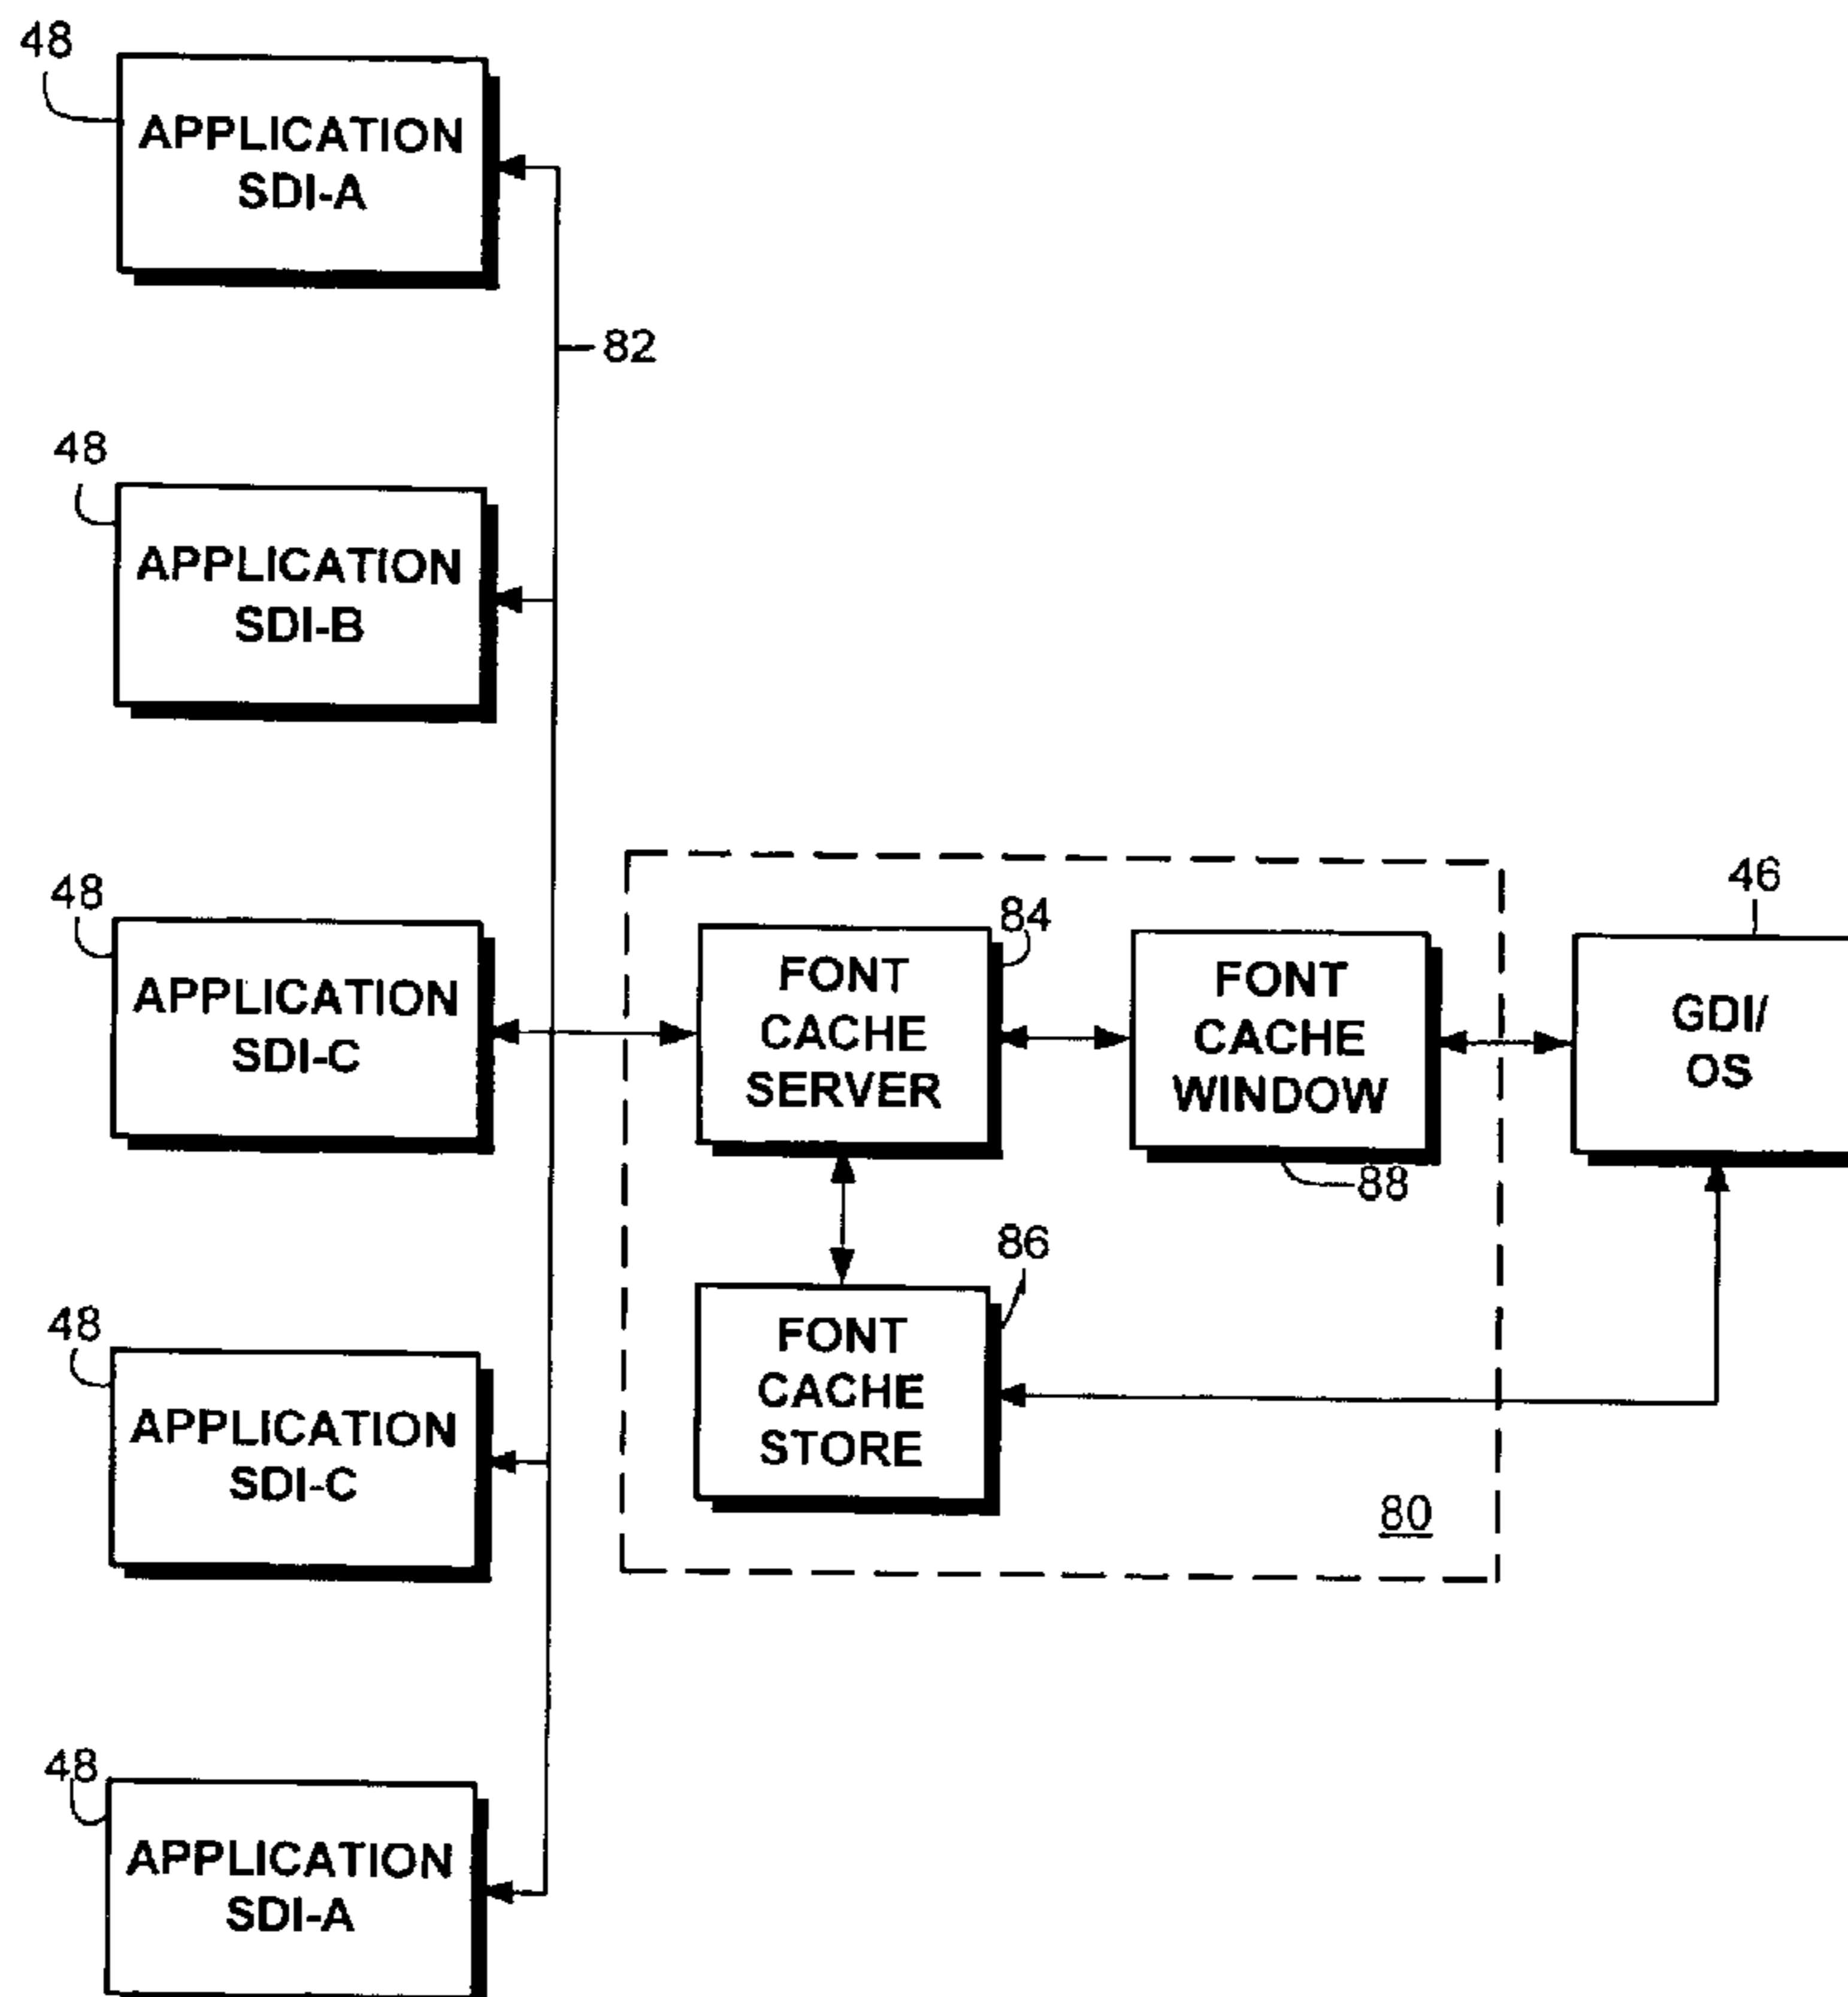 48
APPLICATION
SDI-A
82
48
APPLICATION
SDI-B
48
APPLICATION
SDI-C
84
FONT
CACHE
SERVER
FONT
CACHE
WINDOW
88
46
GDI/
OS
86
FONT
CACHE
STORE
80
48
APPLICATION
SDI-C
48
APPLICATION
SDI-A